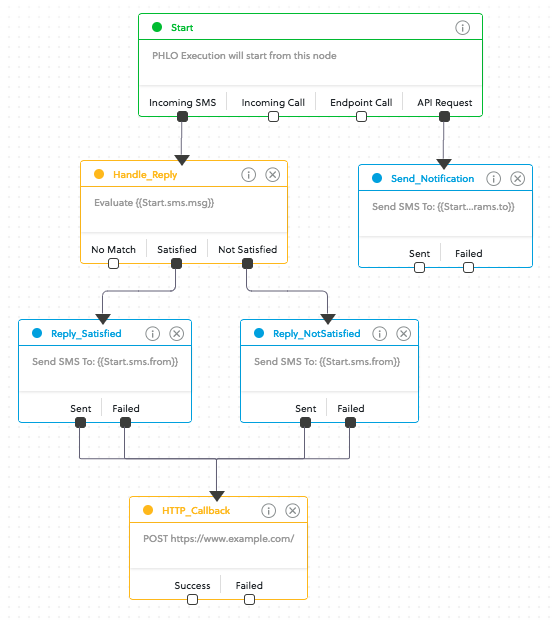 Start
PHLO Execution will start from this node
Incoming SMS Incoming Call Endpoint Call API Request
Handle_Reply
Evaluate {{Start.sms.msg}}
No Match Satisfied Not Satisfied
Send_Notification
Send SMS To: {{Start...rams.to}}
Sent Failed
Reply_Satisfied
Send SMS To: {{Start.sms.from}}
Sent Failed
Reply_NotSatisfied
Send SMS To: {{Start.sms.from}}
Sent Failed
HTTP_Callback
POST https://www.example.com/
Success Failed